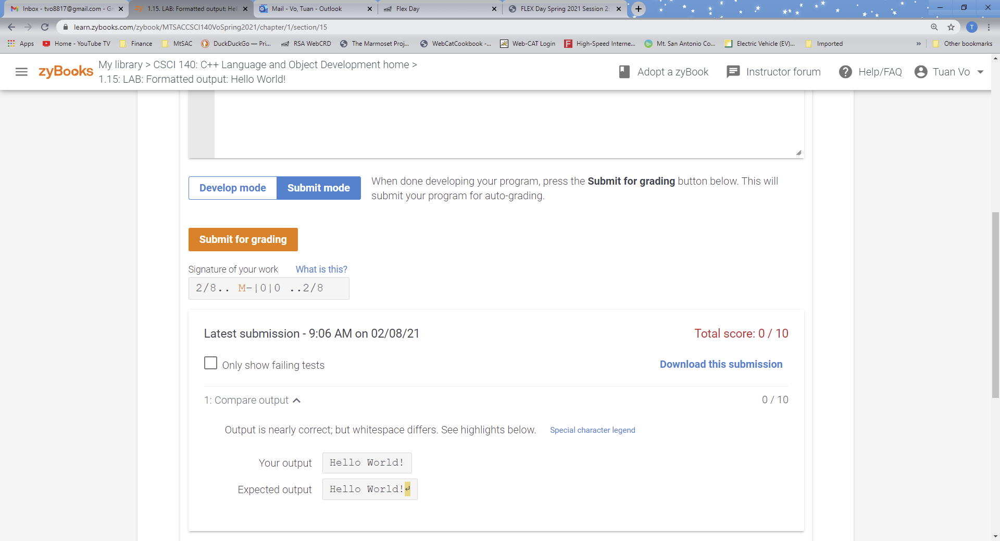 Inbox - tvo8817@gmail.com - Gr
1.15. LAB: Formatted output: Hell
Mail - Vo, Tuan - Outlook
Flex Day
FLEX Day Spring 2021 Session 2:
learn.zybooks.com/zybook/MTSACCSCI140VoSpring2021/chapter/1/section/15
T
Apps
Home - YouTube TV
Finance
MtSAC
DuckDuckGo — Pri...
RSA WebCRD
The Marmoset Proj...
WebCatCookbook -...
Web-CAT Login
High-Speed Interne...
Mt. San Antonio Co...
Electric Vehicle (EV)...
Imported
»
Other bookmarks
zyBooks
My library > CSCI 140: C++ Language and Object Development home >
1.15: LAB: Formatted output: Hello World!
Adopt a zyBook
Instructor forum
Help/FAQ
Tuan Vo
Develop mode
Submit mode
When done developing your program, press the Submit for grading button below. This will
submit your program for auto-grading.
Submit for grading
Signature of your work
What is this?
2/8.. M-|0|0 ..2/8
Latest submission - 9:06 AM on 02/08/21
Total score: 0 / 10
Only show failing tests
Download this submission
1: Compare output
0 / 10
Output is nearly correct; but whitespace differs. See highlights below.
Special character legend
Your output
Hello World!
Expected output
Hello World!↵